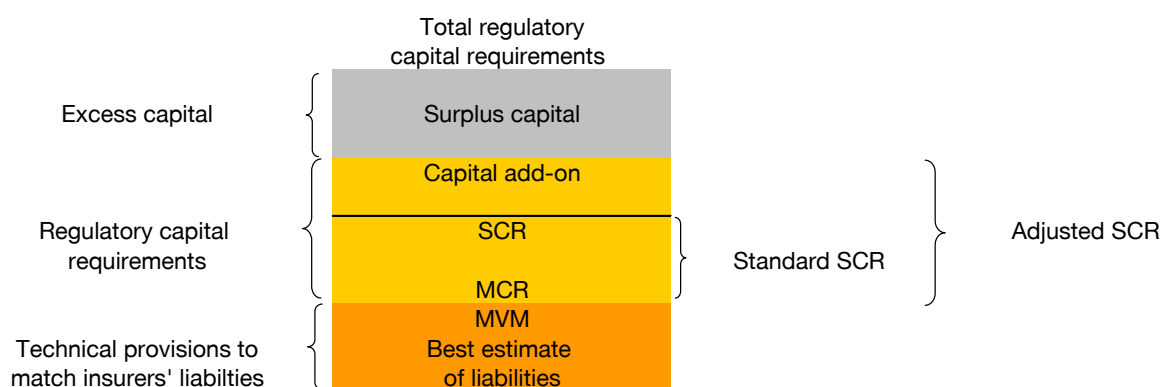 Total regulatory
capital requirements
Excess capital
Surplus capital
Capital add-on
Regulatory capital
requirements
SCR
Standard SCR
Adjusted SCR
MCR
MVM
Technical provisions to
match insurers' liabilties
Best estimate
of liabilities